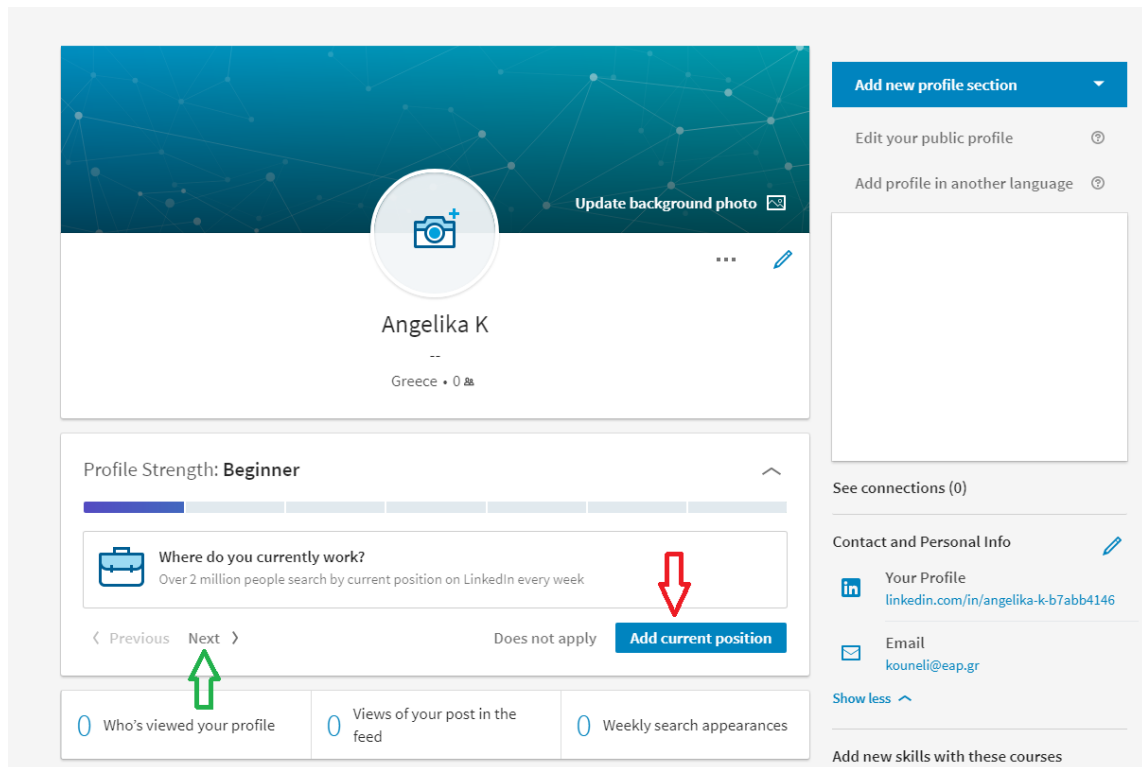 Update background photo
Angelika K
--
Greece • 0
Profile Strength: Beginner
Where do you currently work?
Over 2 million people search by current position on LinkedIn every week
Previous Next
Does not apply
Add current position
0 Who's viewed your profile
0 Views of your post in the
feed
0 Weekly search appearances
Add new profile section
Edit your public profile
Add profile in another language
See connections (0)
Contact and Personal Info
in
Your Profile
linkedin.com/in/angelika-k-b7abb4146
Email
kouneli@eap.gr
Show less
Add new skills with these courses